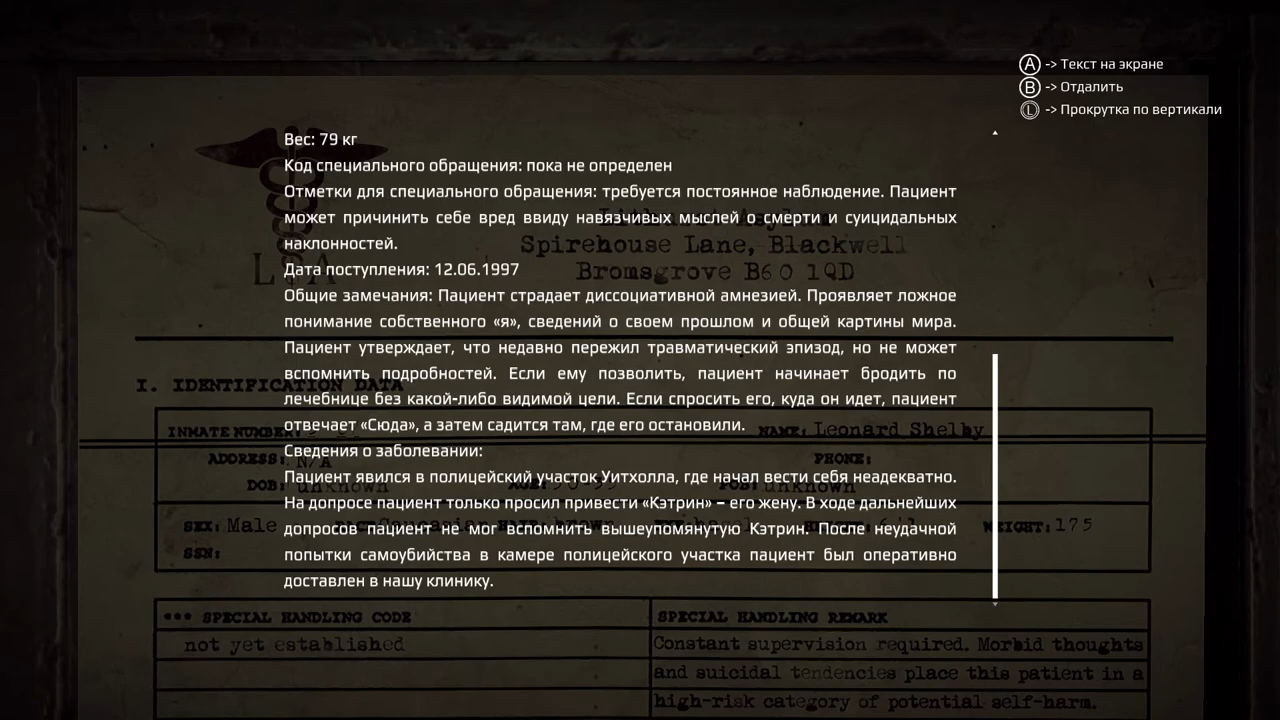 Ⓐ -> Текст на экране
Ⓑ -> Отдалить
Ⓛ -> Прокрутка по вертикали
Вес: 79 кг
Код специального обращения: пока не определен
Отметки для специального обращения: требуется постоянное наблюдение. Пациент
может причинить себе вред ввиду навязчивых мыслей о смерти и суицидальных
наклонностей.
Дата поступления: 12.06.1997
Общие замечания: Пациент страдает диссоциативной амнезией. Проявляет ложное
понимание собственного «я», сведений о своем прошлом и общей картины мира.
Пациент утверждает, что недавно пережил травматический эпизод, но не может
вспомнить подробностей. Если ему позволить, пациент начинает бродить по
лечебнице без какой-либо видимой цели. Если спросить его, куда он идет, пациент
отвечает «Сюда», а затем садится там, где его остановили.
Сведения о заболевании:
Пациент явился в полицейский участок Уитхолла, где начал вести себя неадекватно.
На допросе пациент только просил привести «Кэтрин» – его жену. В ходе дальнейших
допросов пациент не мог вспомнить вышеупомянутую Кэтрин. После неудачной
попытки самоубийства в камере полицейского участка пациент был оперативно
доставлен в нашу клинику.
L A
Spirehouse Lane, Blackwell
Bromsgrove B60 1QD
I. IDENTIFICATION DATA
INMATE NUMBER: NAME: Leonard Shelby
ADDRESS: N/A PHONE:
DOB: unknown unknown
SEX: Male WEIGHT: 175
SSN:
*** SPECIAL HANDLING CODE
SPECIAL HANDLING REMARK
not yet established
Constant supervision required. Morbid thoughts
and suicidal tendencies place this patient in a
high-risk category of potential self-harm.